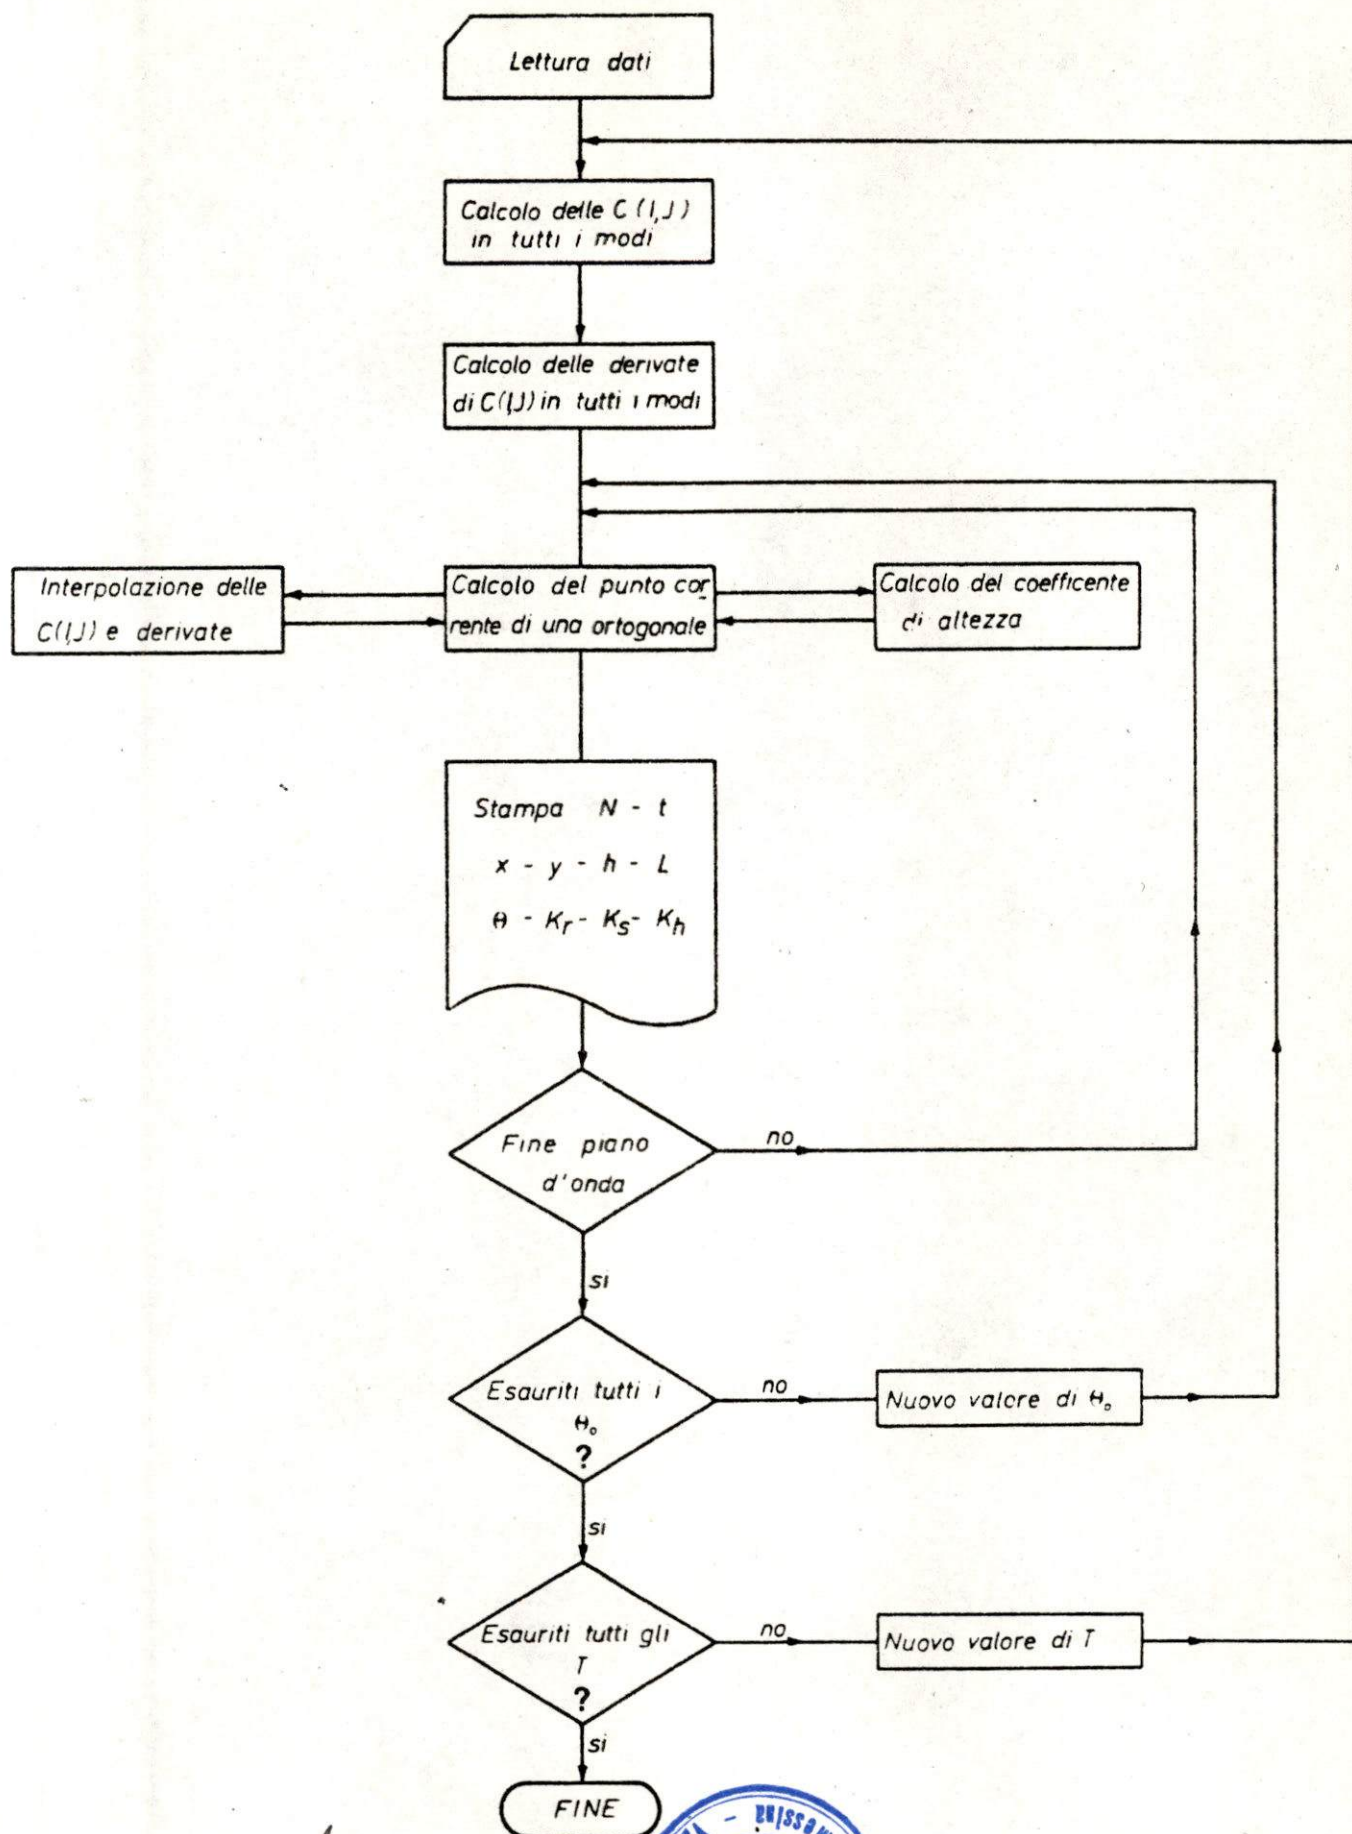 Lettura dati
Calcolo delle C (I,J)
in tutti i modi
Calcolo delle derivate
di C(I,J) in tutti i modi
Interpolazione delle
C(I,J) e derivate
Calcolo del punto cor
rente di una ortogonale
Calcolo del coefficente
di altezza
Stampa N - t
x - y - h - L
θ - Kr - Ks - Kh
Fine piano
d'onda
no
si
Esauriti tutti i
θ₀
?
no
Nuovo valore di θ₀
si
Esauriti tutti gli
T
?
no
Nuovo valore di T
si
FINE